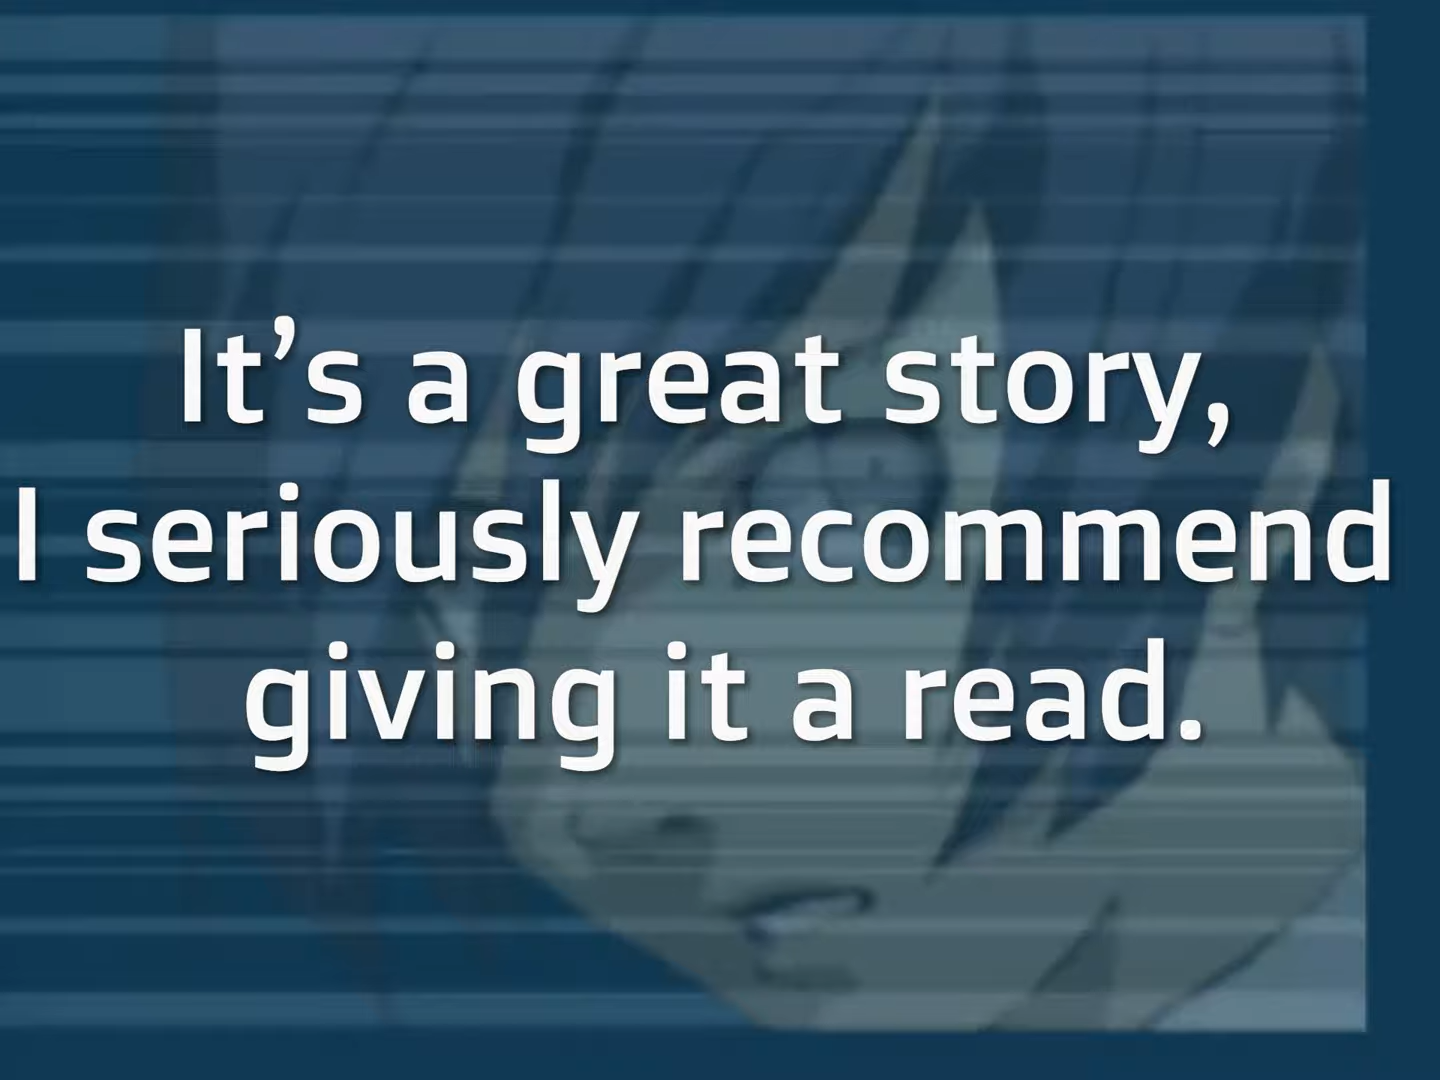 It’s a great story,
I seriously recommend
giving it a read.